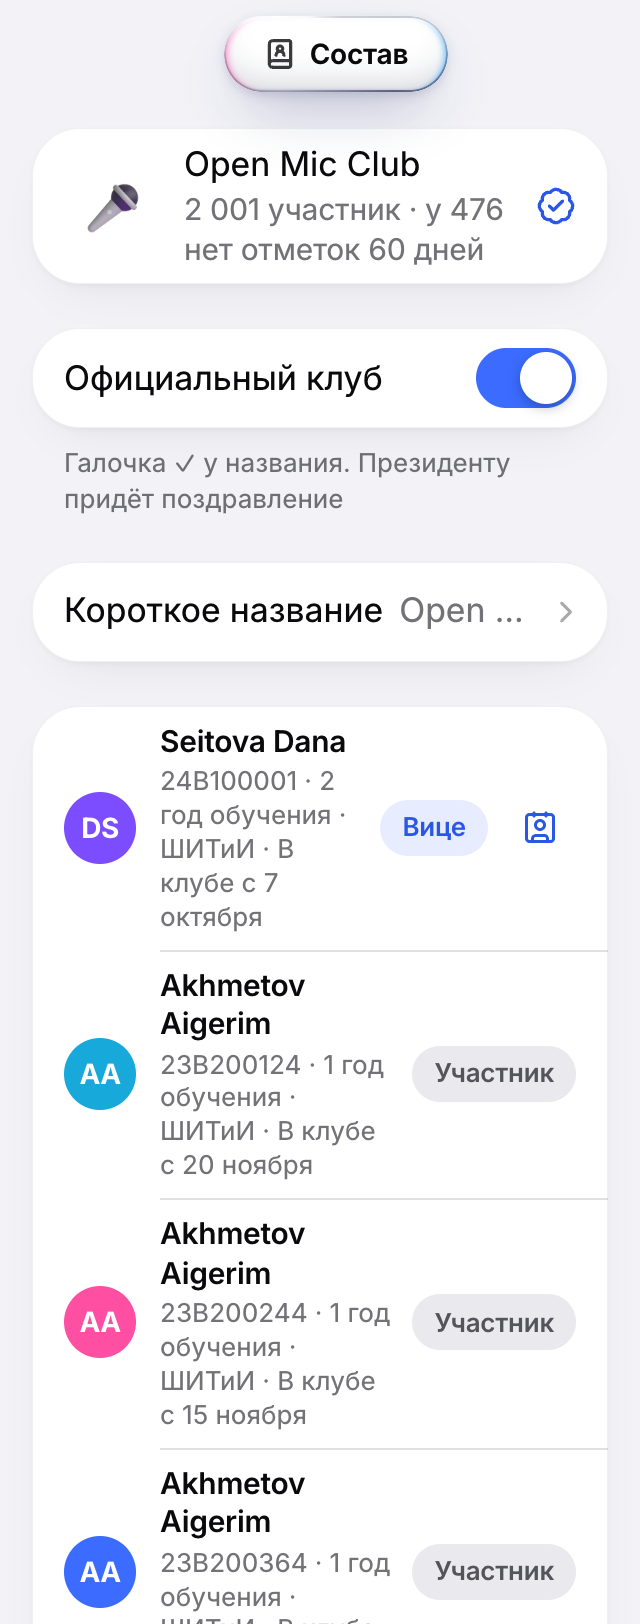 Состав
Open Mic Club
2 001 участник · у 476
нет отметок 60 дней
Официальный клуб
Галочка ✓ у названия. Президенту
придёт поздравление
Короткое название Open ...
Seitova Dana
24B100001 · 2
год обучения ·
ШИТиИ · В
клубе с 7
октября
DS
Вице
Akhmetov
Aigerim
23B200124 · 1 год
обучения ·
ШИТиИ · В клубе
с 20 ноября
AA
Участник
Akhmetov
Aigerim
23B200244 · 1 год
обучения ·
ШИТиИ · В клубе
с 15 ноября
AA
Участник
Akhmetov
Aigerim
23B200364 · 1 год
обучения ·
AA
Участник